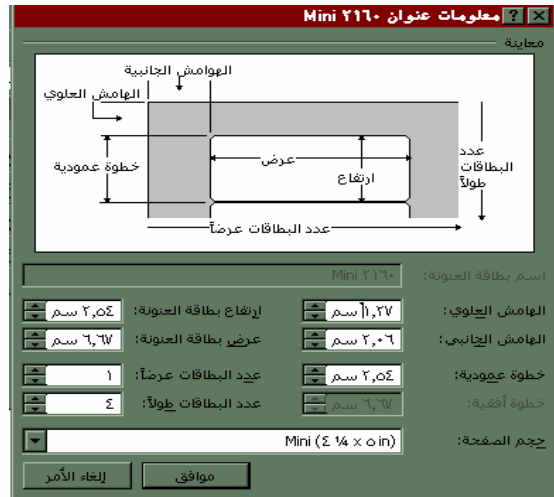 معلومات عنوان Mini ٢١٦٠
معاينة
الهوامش الجانبية
الهامش العلوي
خطوة عمودية
عرض
ارتفاع
عدد البطاقات طولاً
عدد البطاقات عرضاً
اسم بطاقة العنونة: Mini ٢١٦٠
الهامش العلوي: ١,٢٧ سم ارتفاع بطاقة العنونة: ٢,٥٤ سم
الهامش الجانبي: ٢,٠٦ سم عرض بطاقة العنونة: ٦,٦٧ سم
خطوة عمودية: ٢,٥٤ سم عدد البطاقات عرضاً: ١
خطوة أفقية: ٦,٦٧ سم عدد البطاقات طولاً: ٤
حجم الصفحة: Mini (٤ ¼ x ٥ in)
موافق إلغاء الأمر